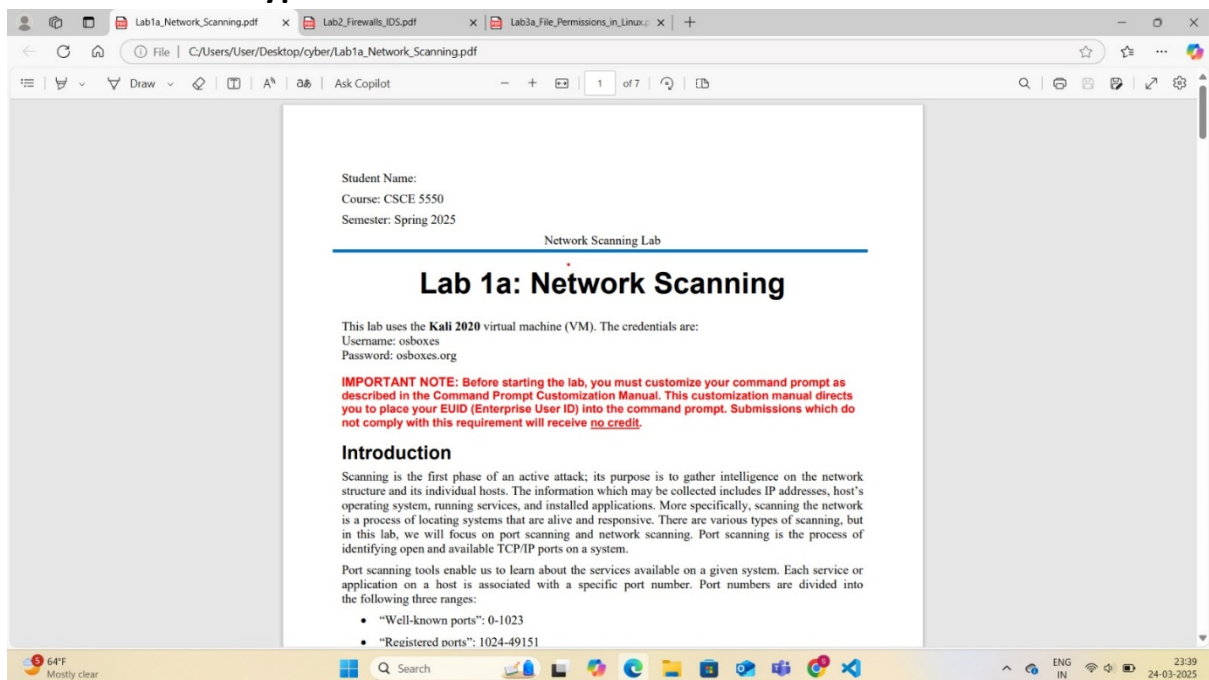 Lab1a_Network_Scanning.pdf
Lab2_Firewalls_IDS.pdf
Lab3a_File_Permissions_in_Linux.p
File | C:/Users/User/Desktop/cyber/Lab1a_Network_Scanning.pdf
Draw
Ask Copilot
1 of 7
Student Name:
Course: CSCE 5550
Semester: Spring 2025
Network Scanning Lab
Lab 1a: Network Scanning
This lab uses the Kali 2020 virtual machine (VM). The credentials are:
Username: osboxes
Password: osboxes.org
IMPORTANT NOTE: Before starting the lab, you must customize your command prompt as
described in the Command Prompt Customization Manual. This customization manual directs
you to place your EUID (Enterprise User ID) into the command prompt. Submissions which do
not comply with this requirement will receive no credit.
Introduction
Scanning is the first phase of an active attack; its purpose is to gather intelligence on the network
structure and its individual hosts. The information which may be collected includes IP addresses, host’s
operating system, running services, and installed applications. More specifically, scanning the network
is a process of locating systems that are alive and responsive. There are various types of scanning, but
in this lab, we will focus on port scanning and network scanning. Port scanning is the process of
identifying open and available TCP/IP ports on a system.
Port scanning tools enable us to learn about the services available on a given system. Each service or
application on a host is associated with a specific port number. Port numbers are divided into
the following three ranges:
• “Well-known ports”: 0-1023
• “Registered ports”: 1024-49151
5
64°F
Mostly clear
Search
ENG
IN
23:39
24-03-2025